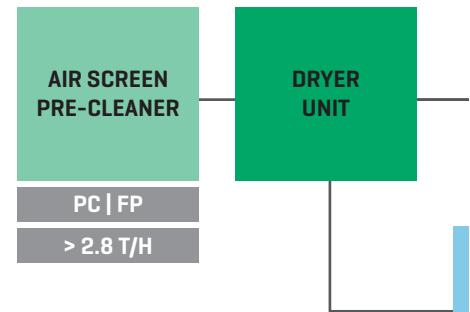 AIR SCREEN
PRE-CLEANER
DRYER
UNIT
PC | FP
> 2.8 T/H